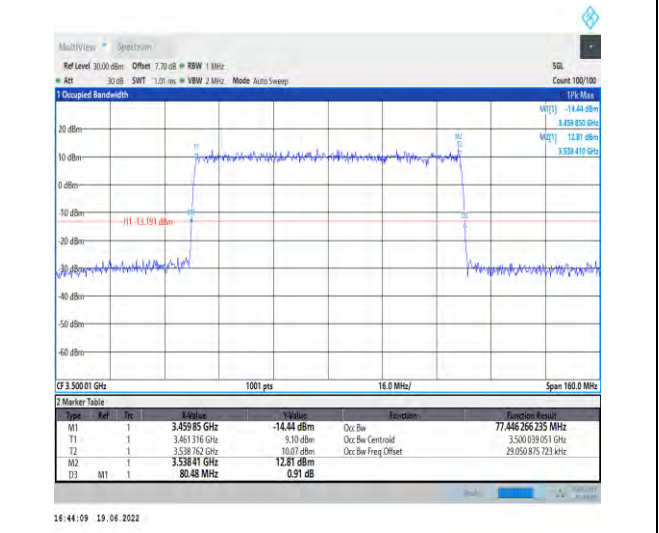 MultiView Spectrum
Ref Level 30.00 dBm Offset 7.70 dB RBW 1 MHz SGL
Att 30 dB SWT 1.01 ms VBW 2 MHz Mode Auto Sweep Count 100/100
1 Occupied Bandwidth 1Pk Max
M1[1] -14.44 dBm
3.459 850 GHz
M2[1] 12.81 dBm
3.538 410 GHz
20 dBm
M2
T1
10 dBm
0 dBm
-10 dBm
H1 -13.191 dBm
-20 dBm
-30 dBm
-40 dBm
-50 dBm
-60 dBm
CF 3.500 01 GHz 1001 pts 16.0 MHz/ Span 160.0 MHz
2 Marker Table
Type Ref Trc X-Value Y-Value Function Function Result
M1 1 3.459 85 GHz -14.44 dBm Occ Bw 77.446 266 235 MHz
T1 1 3.461 316 GHz 9.10 dBm Occ Bw Centroid 3.500 039 051 GHz
T2 1 3.538 762 GHz 10.07 dBm Occ Bw Freq Offset 29.050 875 723 kHz
M2 1 3.538 41 GHz 12.81 dBm
D3 M1 1 80.48 MHz 0.91 dB
16:44:09 19.06.2022